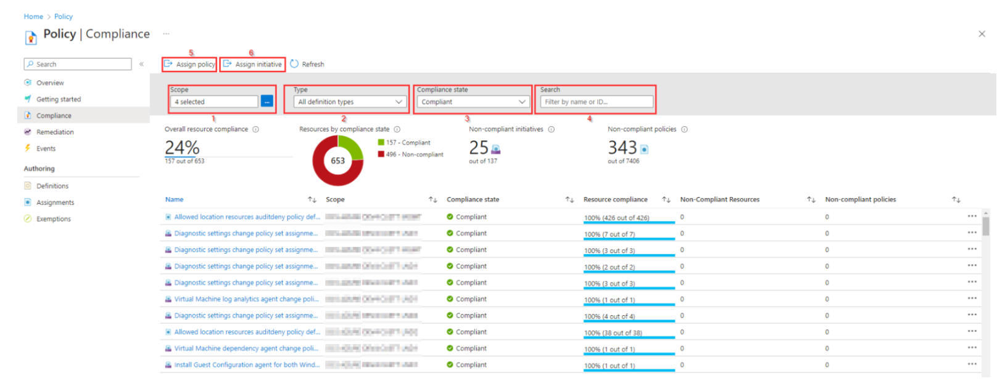 Home > Policy
Policy | Compliance ...
5 6
Search « Assign policy Assign initiative Refresh
Overview
Getting started
Compliance
Remediation
Events
Authoring
Definitions
Assignments
Exemptions
Scope Type Compliance state Search
4 selected ... All definition types Compliant Filter by name or ID...
1 2 3 4
Overall resource compliance Resources by compliance state Non-compliant initiatives Non-compliant policies
24% 157 - Compliant 25 343
157 out of 653 653 496 - Non-compliant out of 137 out of 7406
Name ↑↓ Scope ↑↓ Compliance state ↑↓ Resource compliance ↑↓ Non-Compliant Resources ↑↓ Non-compliant policies ↑↓
Allowed location resources auditdeny policy def... Compliant 100% (426 out of 426) 0 0 ...
Diagnostic settings change policy set assignme... Compliant 100% (7 out of 7) 0 0 ...
Diagnostic settings change policy set assignme... Compliant 100% (3 out of 3) 0 0 ...
Diagnostic settings change policy set assignme... Compliant 100% (2 out of 2) 0 0 ...
Diagnostic settings change policy set assignme... Compliant 100% (3 out of 3) 0 0 ...
Virtual Machine log analytics agent change poli... Compliant 100% (1 out of 1) 0 0 ...
Diagnostic settings change policy set assignme... Compliant 100% (4 out of 4) 0 0 ...
Allowed location resources auditdeny policy def... Compliant 100% (38 out of 38) 0 0 ...
Virtual Machine dependency agent change poli... Compliant 100% (1 out of 1) 0 0 ...
Install Guest Configuration agent for both Wind... Compliant 100% (1 out of 1) 0 0 ...